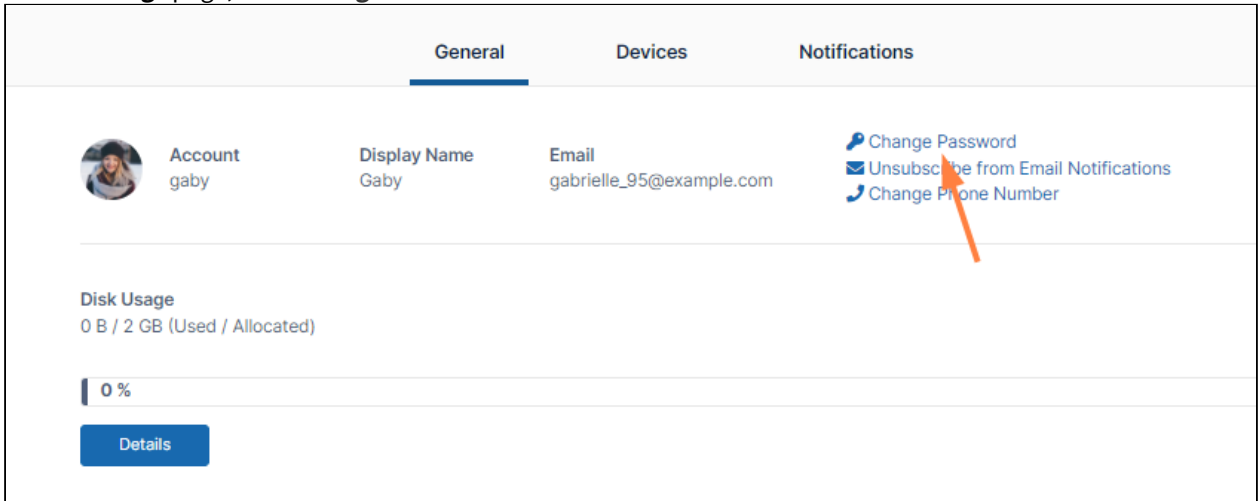 General Devices Notifications
Account Display Name Email
gaby Gaby gabrielle_95@example.com
Change Password
Unsubscribe from Email Notifications
Change Phone Number
Disk Usage
0 B / 2 GB (Used / Allocated)
0 %
Details